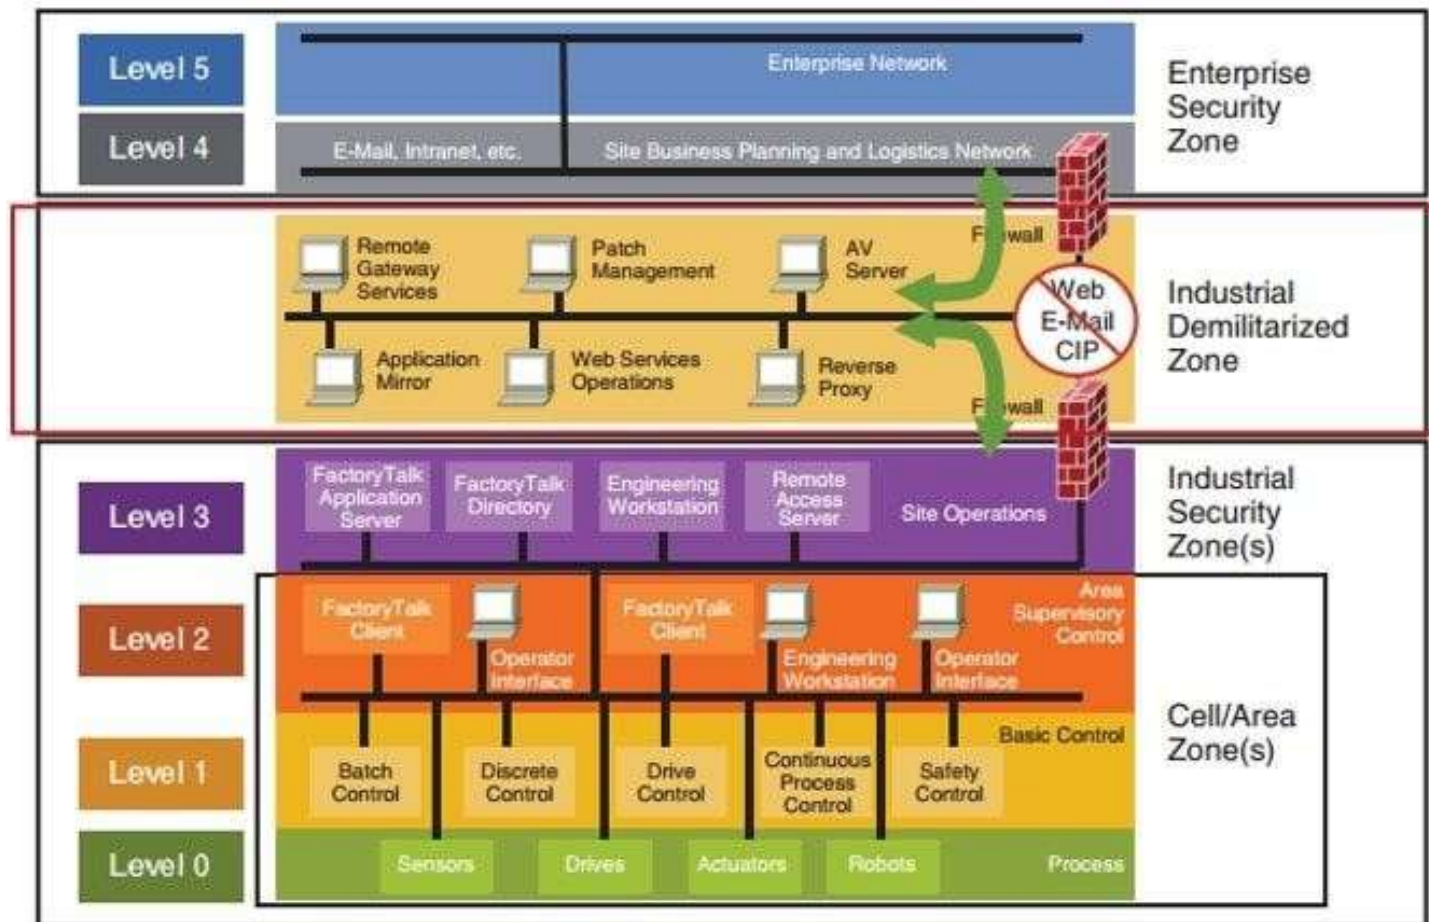 Level 5
Enterprise Network
Enterprise
Security
Zone
Level 4
E-Mail, Intranet, etc.
Site Business Planning and Logistics Network
Remote
Gateway
Services
Patch
Management
AV
Server
Firewall
Web
E-Mail
CIP
Industrial
Demilitarized
Zone
Application
Mirror
Web Services
Operations
Reverse
Proxy
Firewall
Level 3
FactoryTalk
Application
Server
FactoryTalk
Directory
Engineering
Workstation
Remote
Access
Server
Site Operations
Industrial
Security
Zone(s)
Level 2
FactoryTalk
Client
Operator
Interface
FactoryTalk
Client
Engineering
Workstation
Operator
Interface
Area
Supervisory
Control
Cell/Area
Zone(s)
Level 1
Basic Control
Batch
Control
Discrete
Control
Drive
Control
Continuous
Process
Control
Safety
Control
Level 0
Sensors
Drives
Actuators
Robots
Process